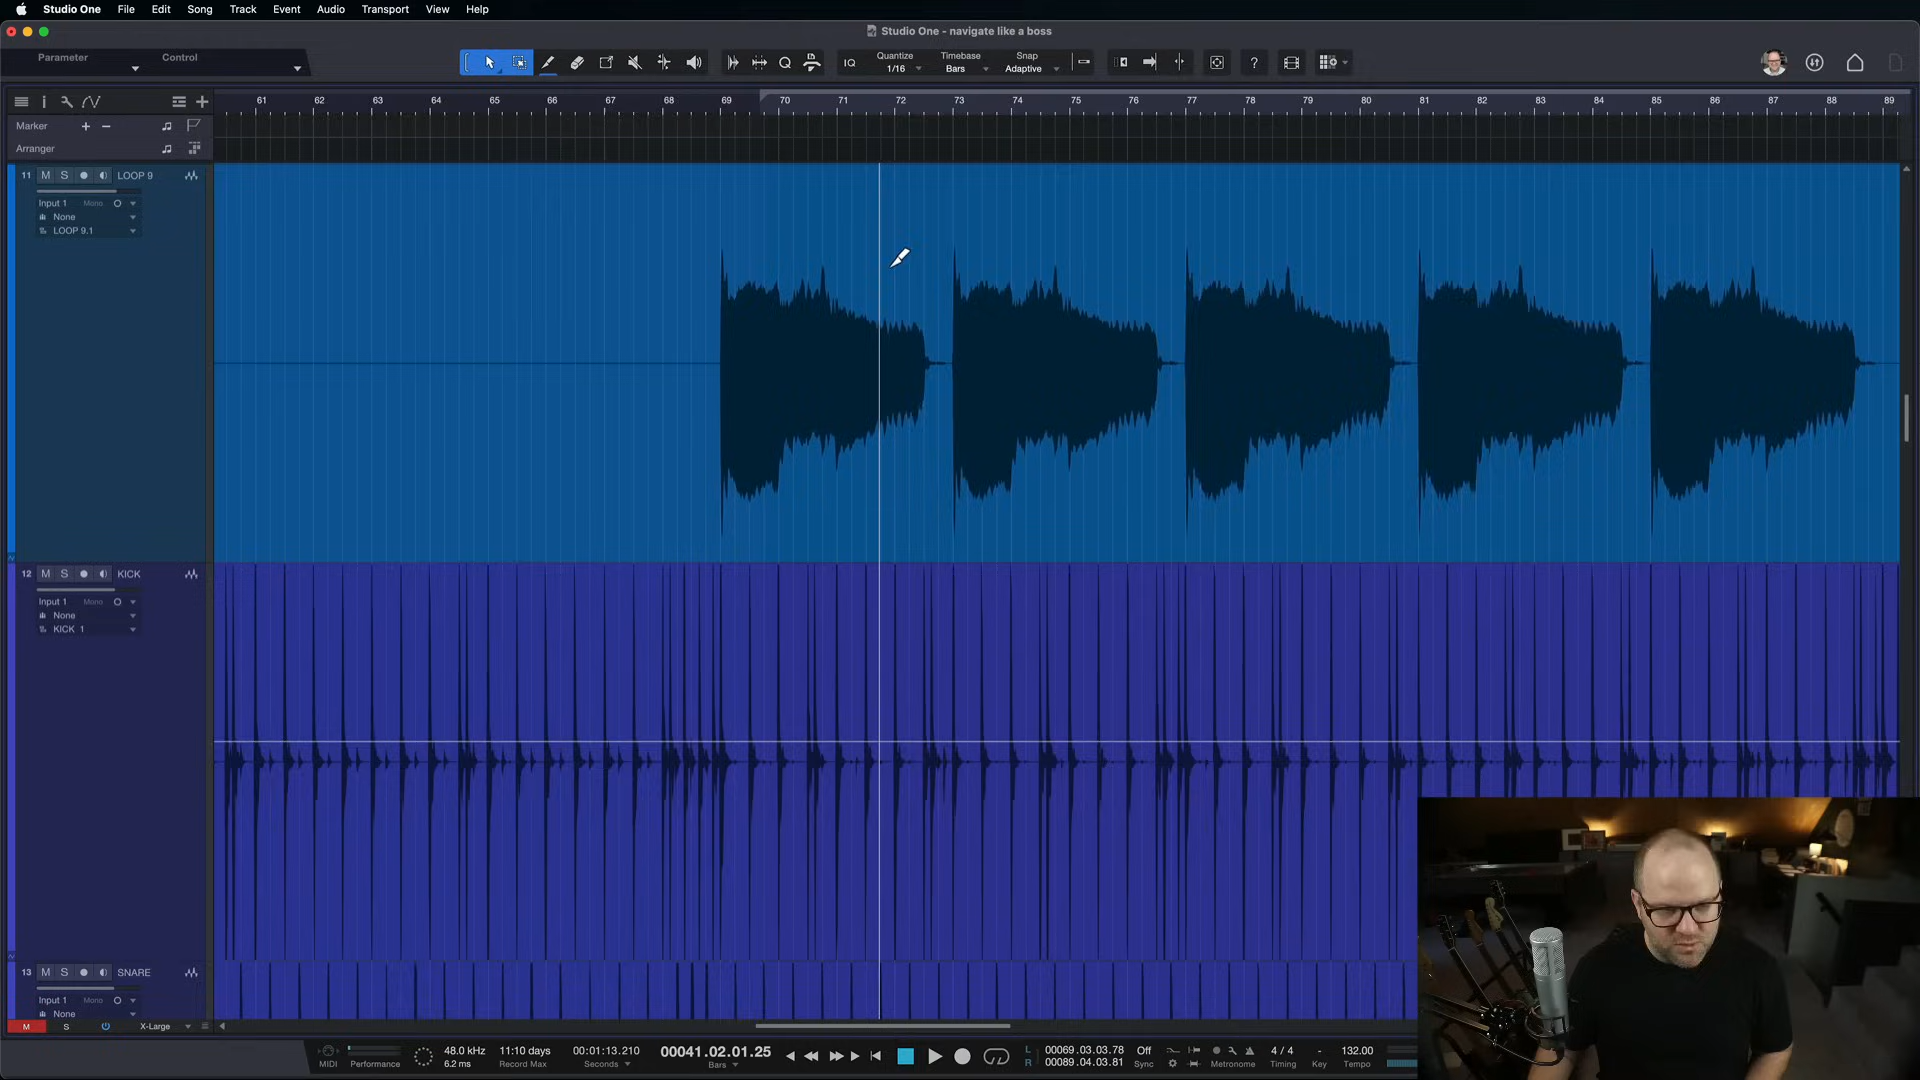 Studio One File Edit Song Track Event Audio Transport View Help
Studio One - navigate like a boss
Parameter Control
IQ Quantize 1/16 Timebase Bars Snap Adaptive ?
61 62 63 64 65 66 67 68 69 70 71 72 73 74 75 76 77 78 79 80 81 82 83 84 85 86 87 88 89
Marker + -
Arranger
11 M S LOOP 9
Input 1 Mono
None
LOOP 9.1
12 M S KICK
Input 1 Mono
None
KICK 1
13 M S SNARE
Input 1 Mono
None
M S X-Large
MIDI Performance
48.0 kHz
6.2 ms
11:10 days
Record Max
00:01:13.210
Seconds
00041.02.01.25
Bars
L 00069.03.03.78
R 00089.04.03.81
Off
Sync
Metronome
4 / 4
Timing
-
Key
132.00
Tempo